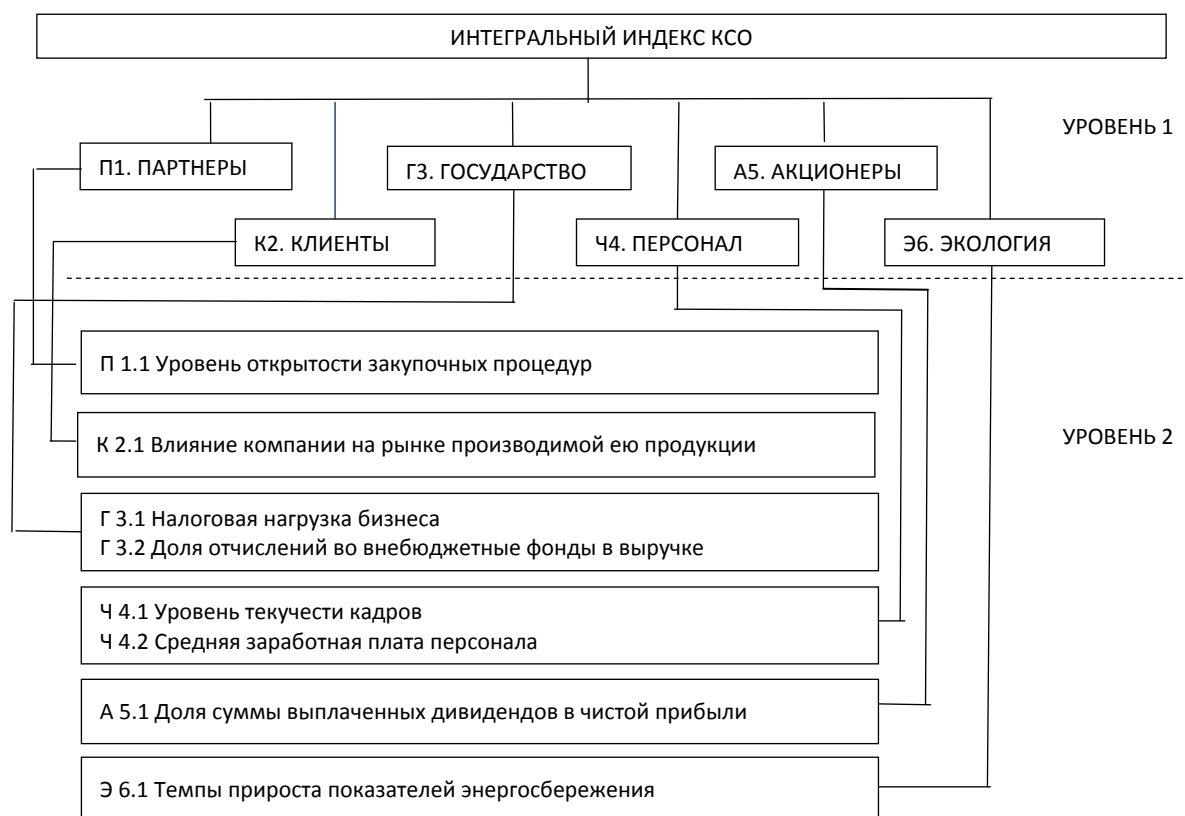 ИНТЕГРАЛЬНЫЙ ИНДЕКС КСО
УРОВЕНЬ 1
П1. ПАРТНЕРЫ
Г3. ГОСУДАРСТВО
А5. АКЦИОНЕРЫ
К2. КЛИЕНТЫ
Ч4. ПЕРСОНАЛ
Э6. ЭКОЛОГИЯ
П 1.1 Уровень открытости закупочных процедур
К 2.1 Влияние компании на рынке производимой ею продукции
УРОВЕНЬ 2
Г 3.1 Налоговая нагрузка бизнеса
Г 3.2 Доля отчислений во внебюджетные фонды в выручке
Ч 4.1 Уровень текучести кадров
Ч 4.2 Средняя заработная плата персонала
А 5.1 Доля суммы выплаченных дивидендов в чистой прибыли
Э 6.1 Темпы прироста показателей энергосбережения